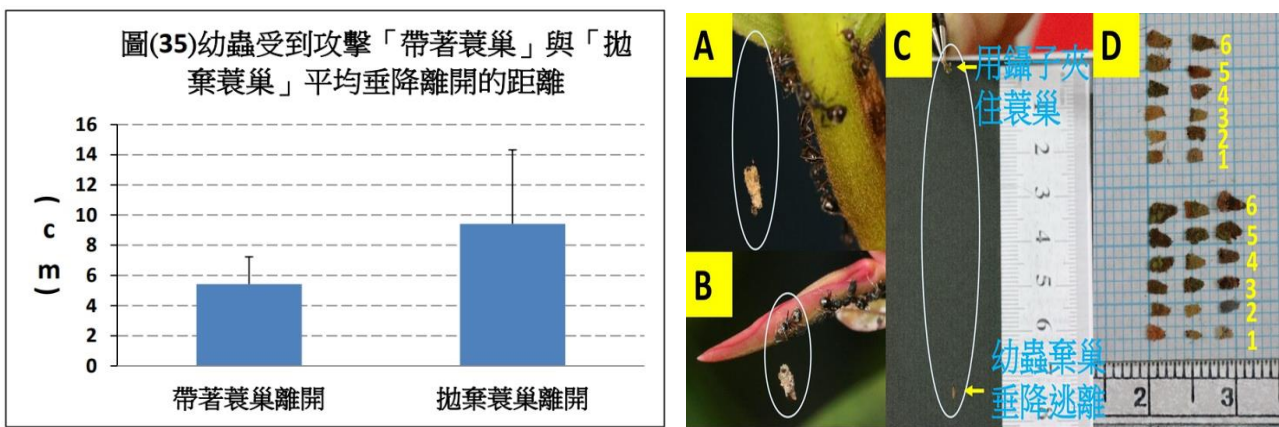 圖(35)幼蟲受到攻擊「帶著蓑巢」與「拋
棄蓑巢」平均垂降離開的距離
16
14
12
10
8
6
4
2
0
(cm)
帶著蓑巢離開
拋棄蓑巢離開
A
B
C
用鑷子夾
住蓑巢
2
3
4
5
6
幼蟲棄巢
垂降逃離
D
6
5
4
3
2
1
6
5
4
3
2
1
2
3